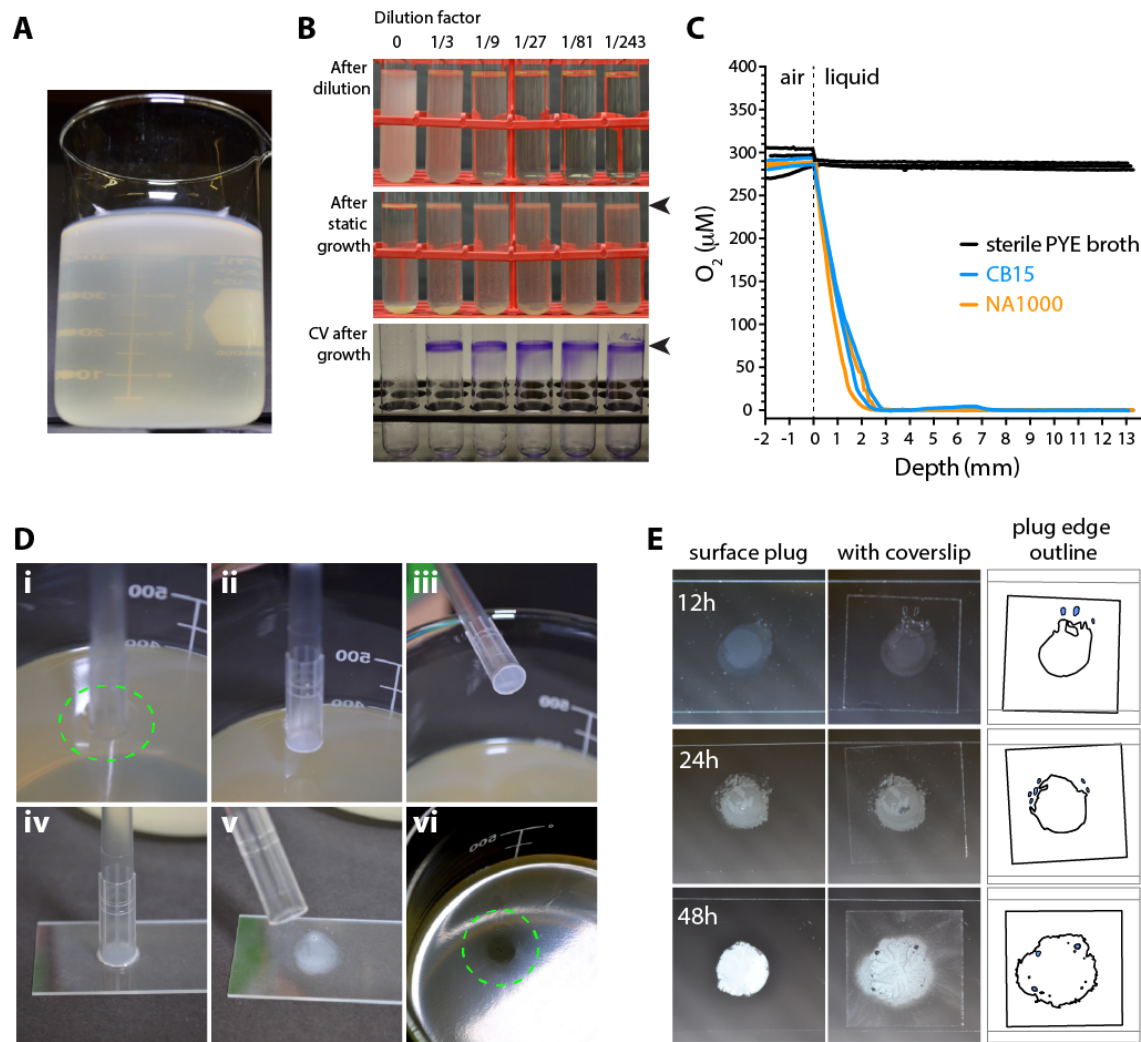 A
B
Dilution factor
0 1/3 1/9 1/27 1/81 1/243
After
dilution
After
static
growth
CV after
growth
C
air liquid
400
350
300
250
200
150
100
50
0
O2 (μM)
sterile PYE broth
CB15
NA1000
-2 -1 0 1 2 3 4 5 6 7 8 9 10 11 12 13
Depth (mm)
D
i
500
400
ii
500
400
iii
500
iv
v
vi
500
E
surface plug
with coverslip
plug edge
outline
12h
24h
48h